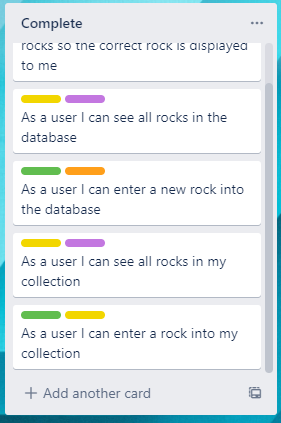 Complete
rocks so the correct rock is displayed
to me
As a user I can see all rocks in the
database
As a user I can enter a new rock into
the database
As a user I can see all rocks in my
collection
As a user I can enter a rock into my
collection
Add another card